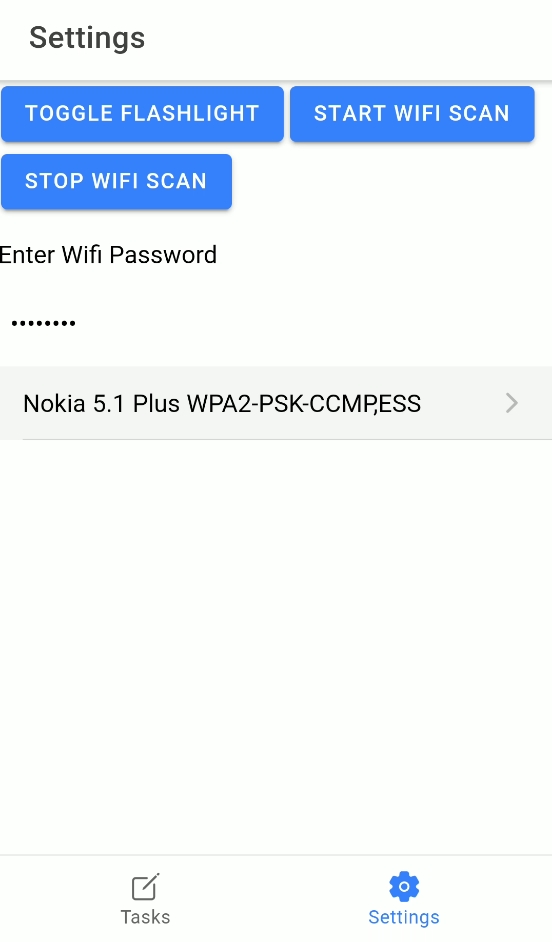 Settings
TOGGLE FLASHLIGHT
START WIFI SCAN
STOP WIFI SCAN
Enter Wifi Password
••••••••
Nokia 5.1 Plus WPA2-PSK-CCMP,ESS
Tasks
Settings